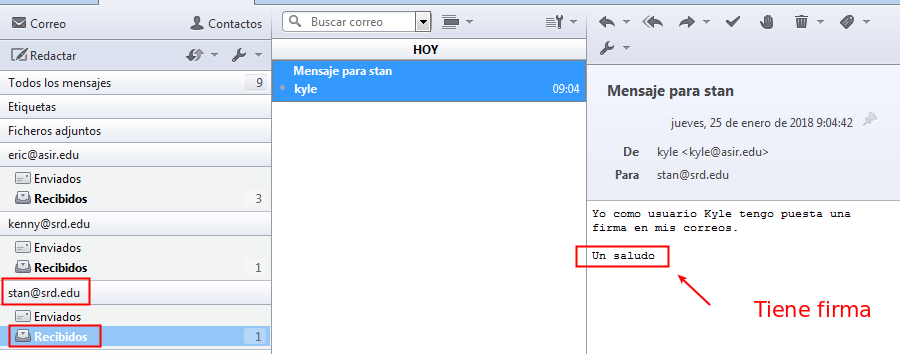 Correo
Contactos
Redactar
Todos los mensajes 9
Etiquetas
Ficheros adjuntos
eric@asir.edu
Enviados
Recibidos 3
kenny@srd.edu
Enviados
Recibidos 1
stan@srd.edu
Enviados
Recibidos 1
Buscar correo
HOY
Mensaje para stan
kyle 09:04
Mensaje para stan
jueves, 25 de enero de 2018 9:04:42
De kyle <kyle@asir.edu>
Para stan@srd.edu
Yo como usuario Kyle tengo puesta una
firma en mis correos.
Un saludo
Tiene firma